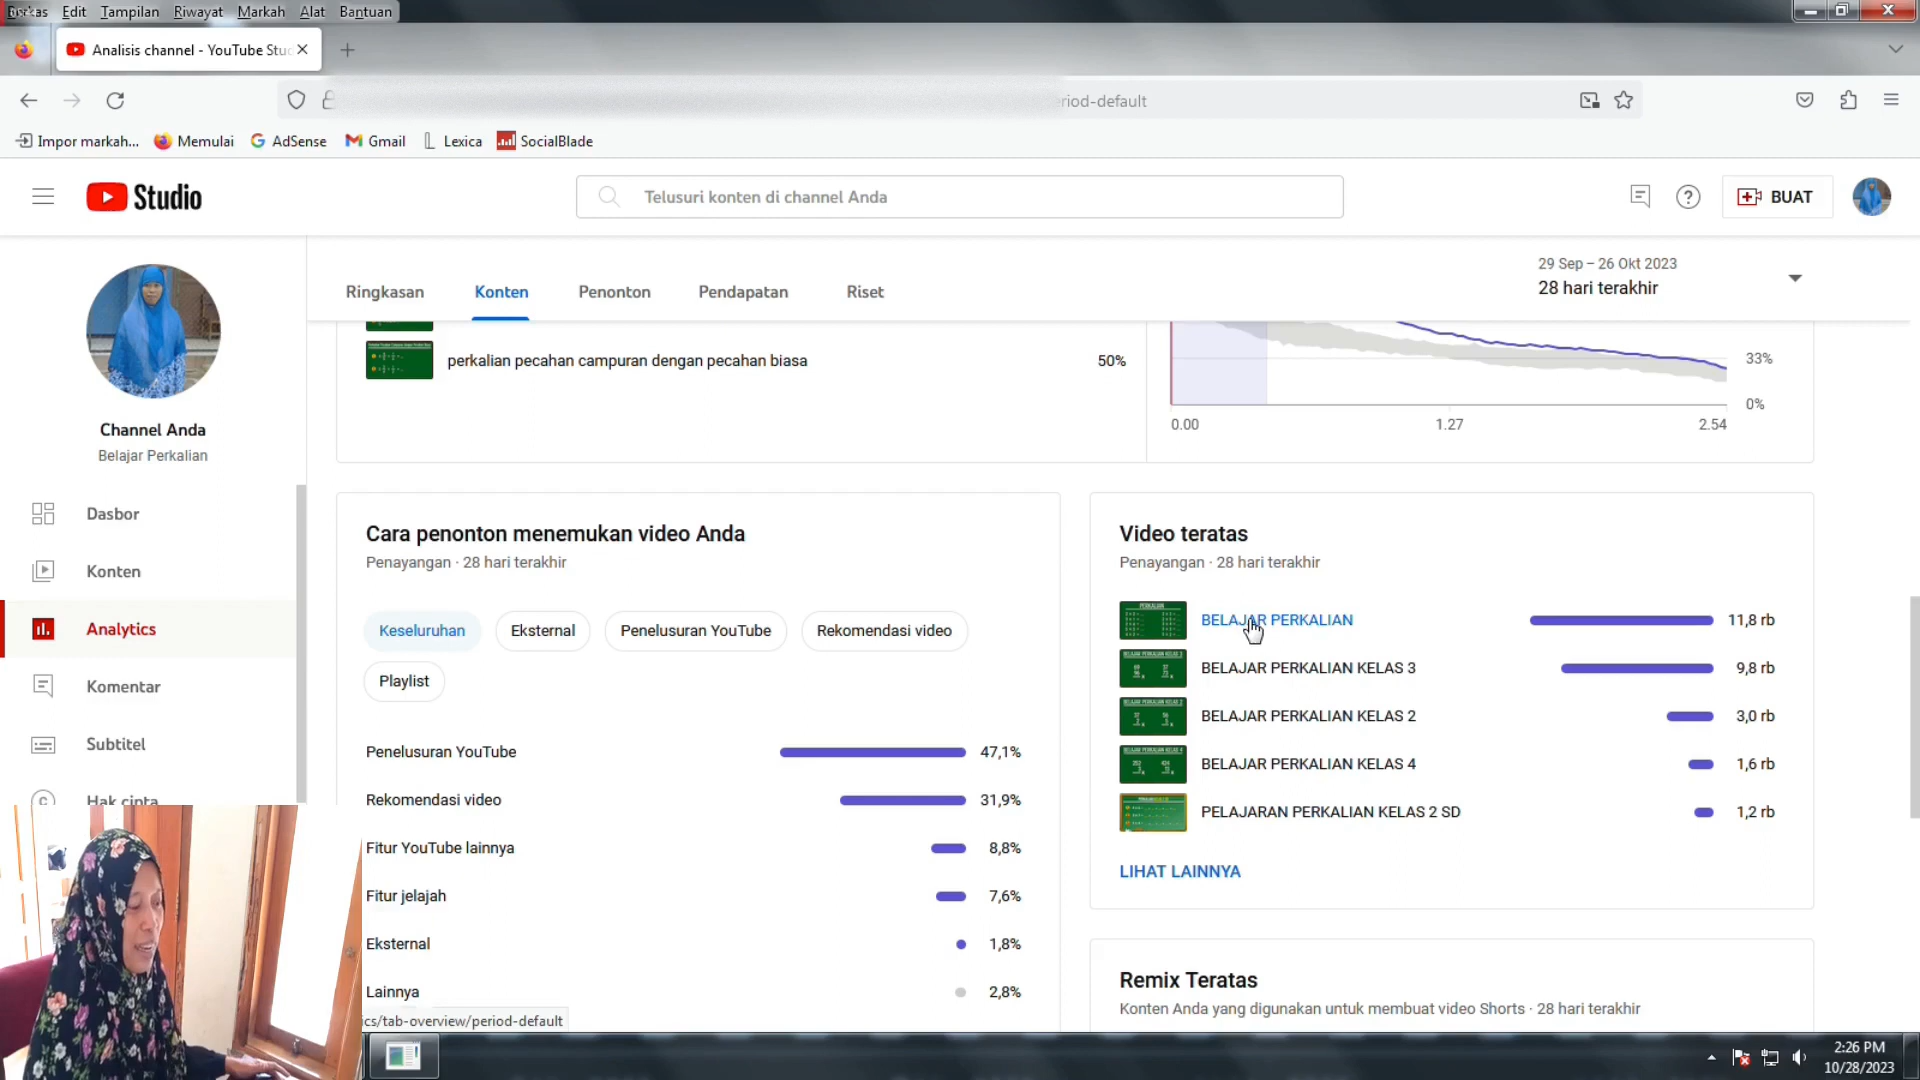 Edit Tampilan Riwayat Markah Alat Bantuan
Analisis channel - YouTube Stuc
eriod-default
Impor markah... Memulai AdSense Gmail Lexica SocialBlade
Studio
Telusuri konten di channel Anda
BUAT
Ringkasan Konten Penonton Pendapatan Riset
29 Sep – 26 Okt 2023
28 hari terakhir
Channel Anda
Belajar Perkalian
Dasbor
Konten
Analytics
Komentar
Subtitel
Hak cipta
perkalian pecahan campuran dengan pecahan biasa 50%
33%
0%
0.00 1.27 2.54
Cara penonton menemukan video Anda
Penayangan · 28 hari terakhir
Keseluruhan Eksternal Penelusuran YouTube Rekomendasi video
Playlist
Penelusuran YouTube 47,1%
Rekomendasi video 31,9%
Fitur YouTube lainnya 8,8%
Fitur jelajah 7,6%
Eksternal 1,8%
Lainnya 2,8%
Video teratas
Penayangan · 28 hari terakhir
BELAJAR PERKALIAN 11,8 rb
BELAJAR PERKALIAN KELAS 3 9,8 rb
BELAJAR PERKALIAN KELAS 2 3,0 rb
BELAJAR PERKALIAN KELAS 4 1,6 rb
PELAJARAN PERKALIAN KELAS 2 SD 1,2 rb
LIHAT LAINNYA
Remix Teratas
Konten Anda yang digunakan untuk membuat video Shorts · 28 hari terakhir
ics/tab-overview/period-default
2:26 PM
10/28/2023